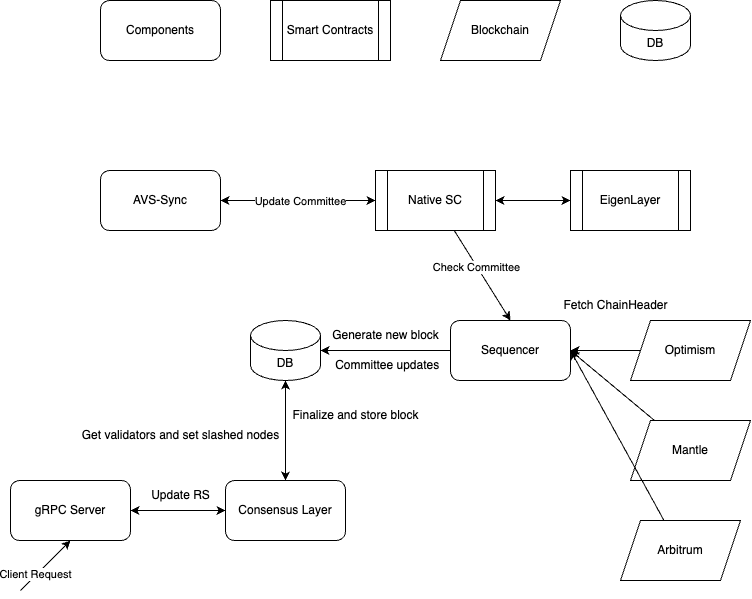 Components
Smart Contracts
Blockchain
DB
AVS-Sync
Update Committee
Native SC
EigenLayer
Check Committee
Fetch ChainHeader
DB
Generate new block
Committee updates
Sequencer
Optimism
Finalize and store block
Get validators and set slashed nodes
Mantle
gRPC Server
Update RS
Consensus Layer
Arbitrum
Client Request